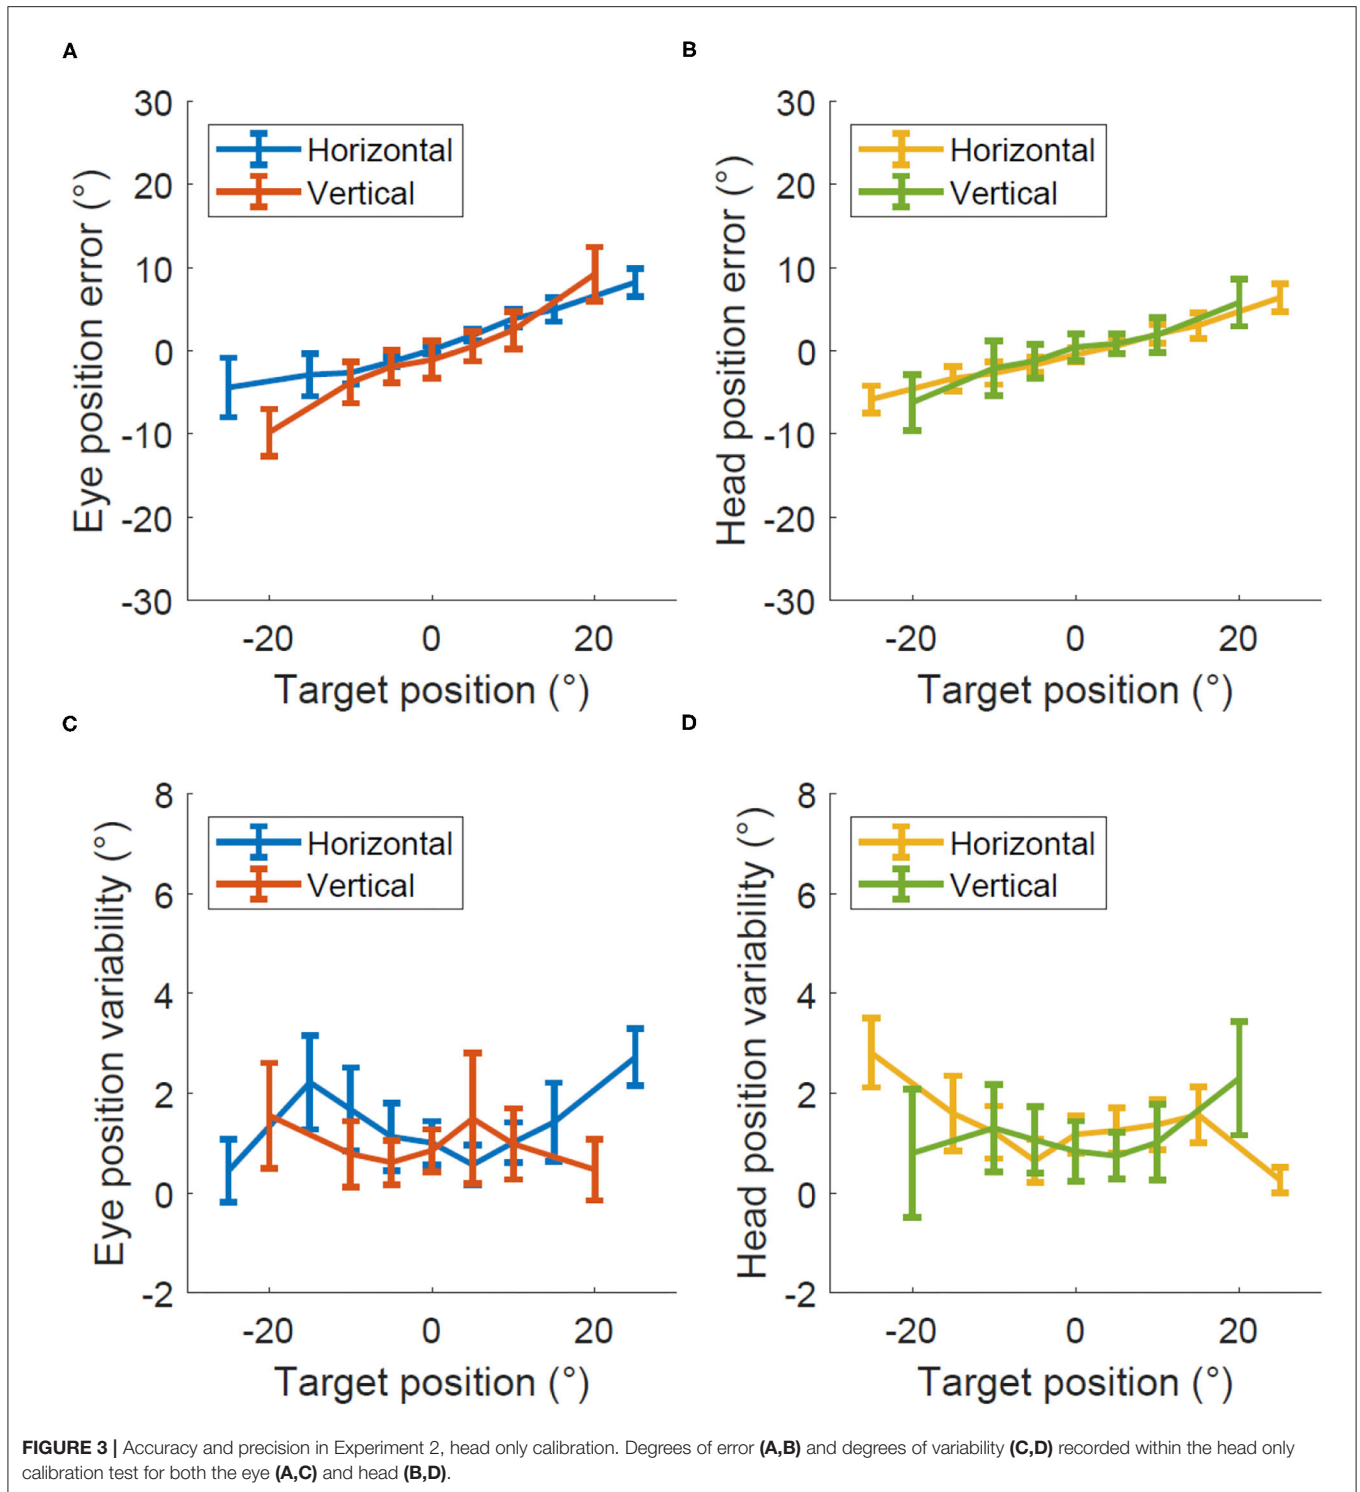 A
30
20
10
0
-10
-20
-30
Eye position error (°)
Horizontal
Vertical
-20 0 20
Target position (°)
B
30
20
10
0
-10
-20
-30
Head position error (°)
Horizontal
Vertical
-20 0 20
Target position (°)
C
8
6
4
2
0
-2
Eye position variability (°)
Horizontal
Vertical
-20 0 20
Target position (°)
D
8
6
4
2
0
-2
Head position variability (°)
Horizontal
Vertical
-20 0 20
Target position (°)
FIGURE 3 | Accuracy and precision in Experiment 2, head only calibration. Degrees of error (A,B) and degrees of variability (C,D) recorded within the head only
calibration test for both the eye (A,C) and head (B,D).